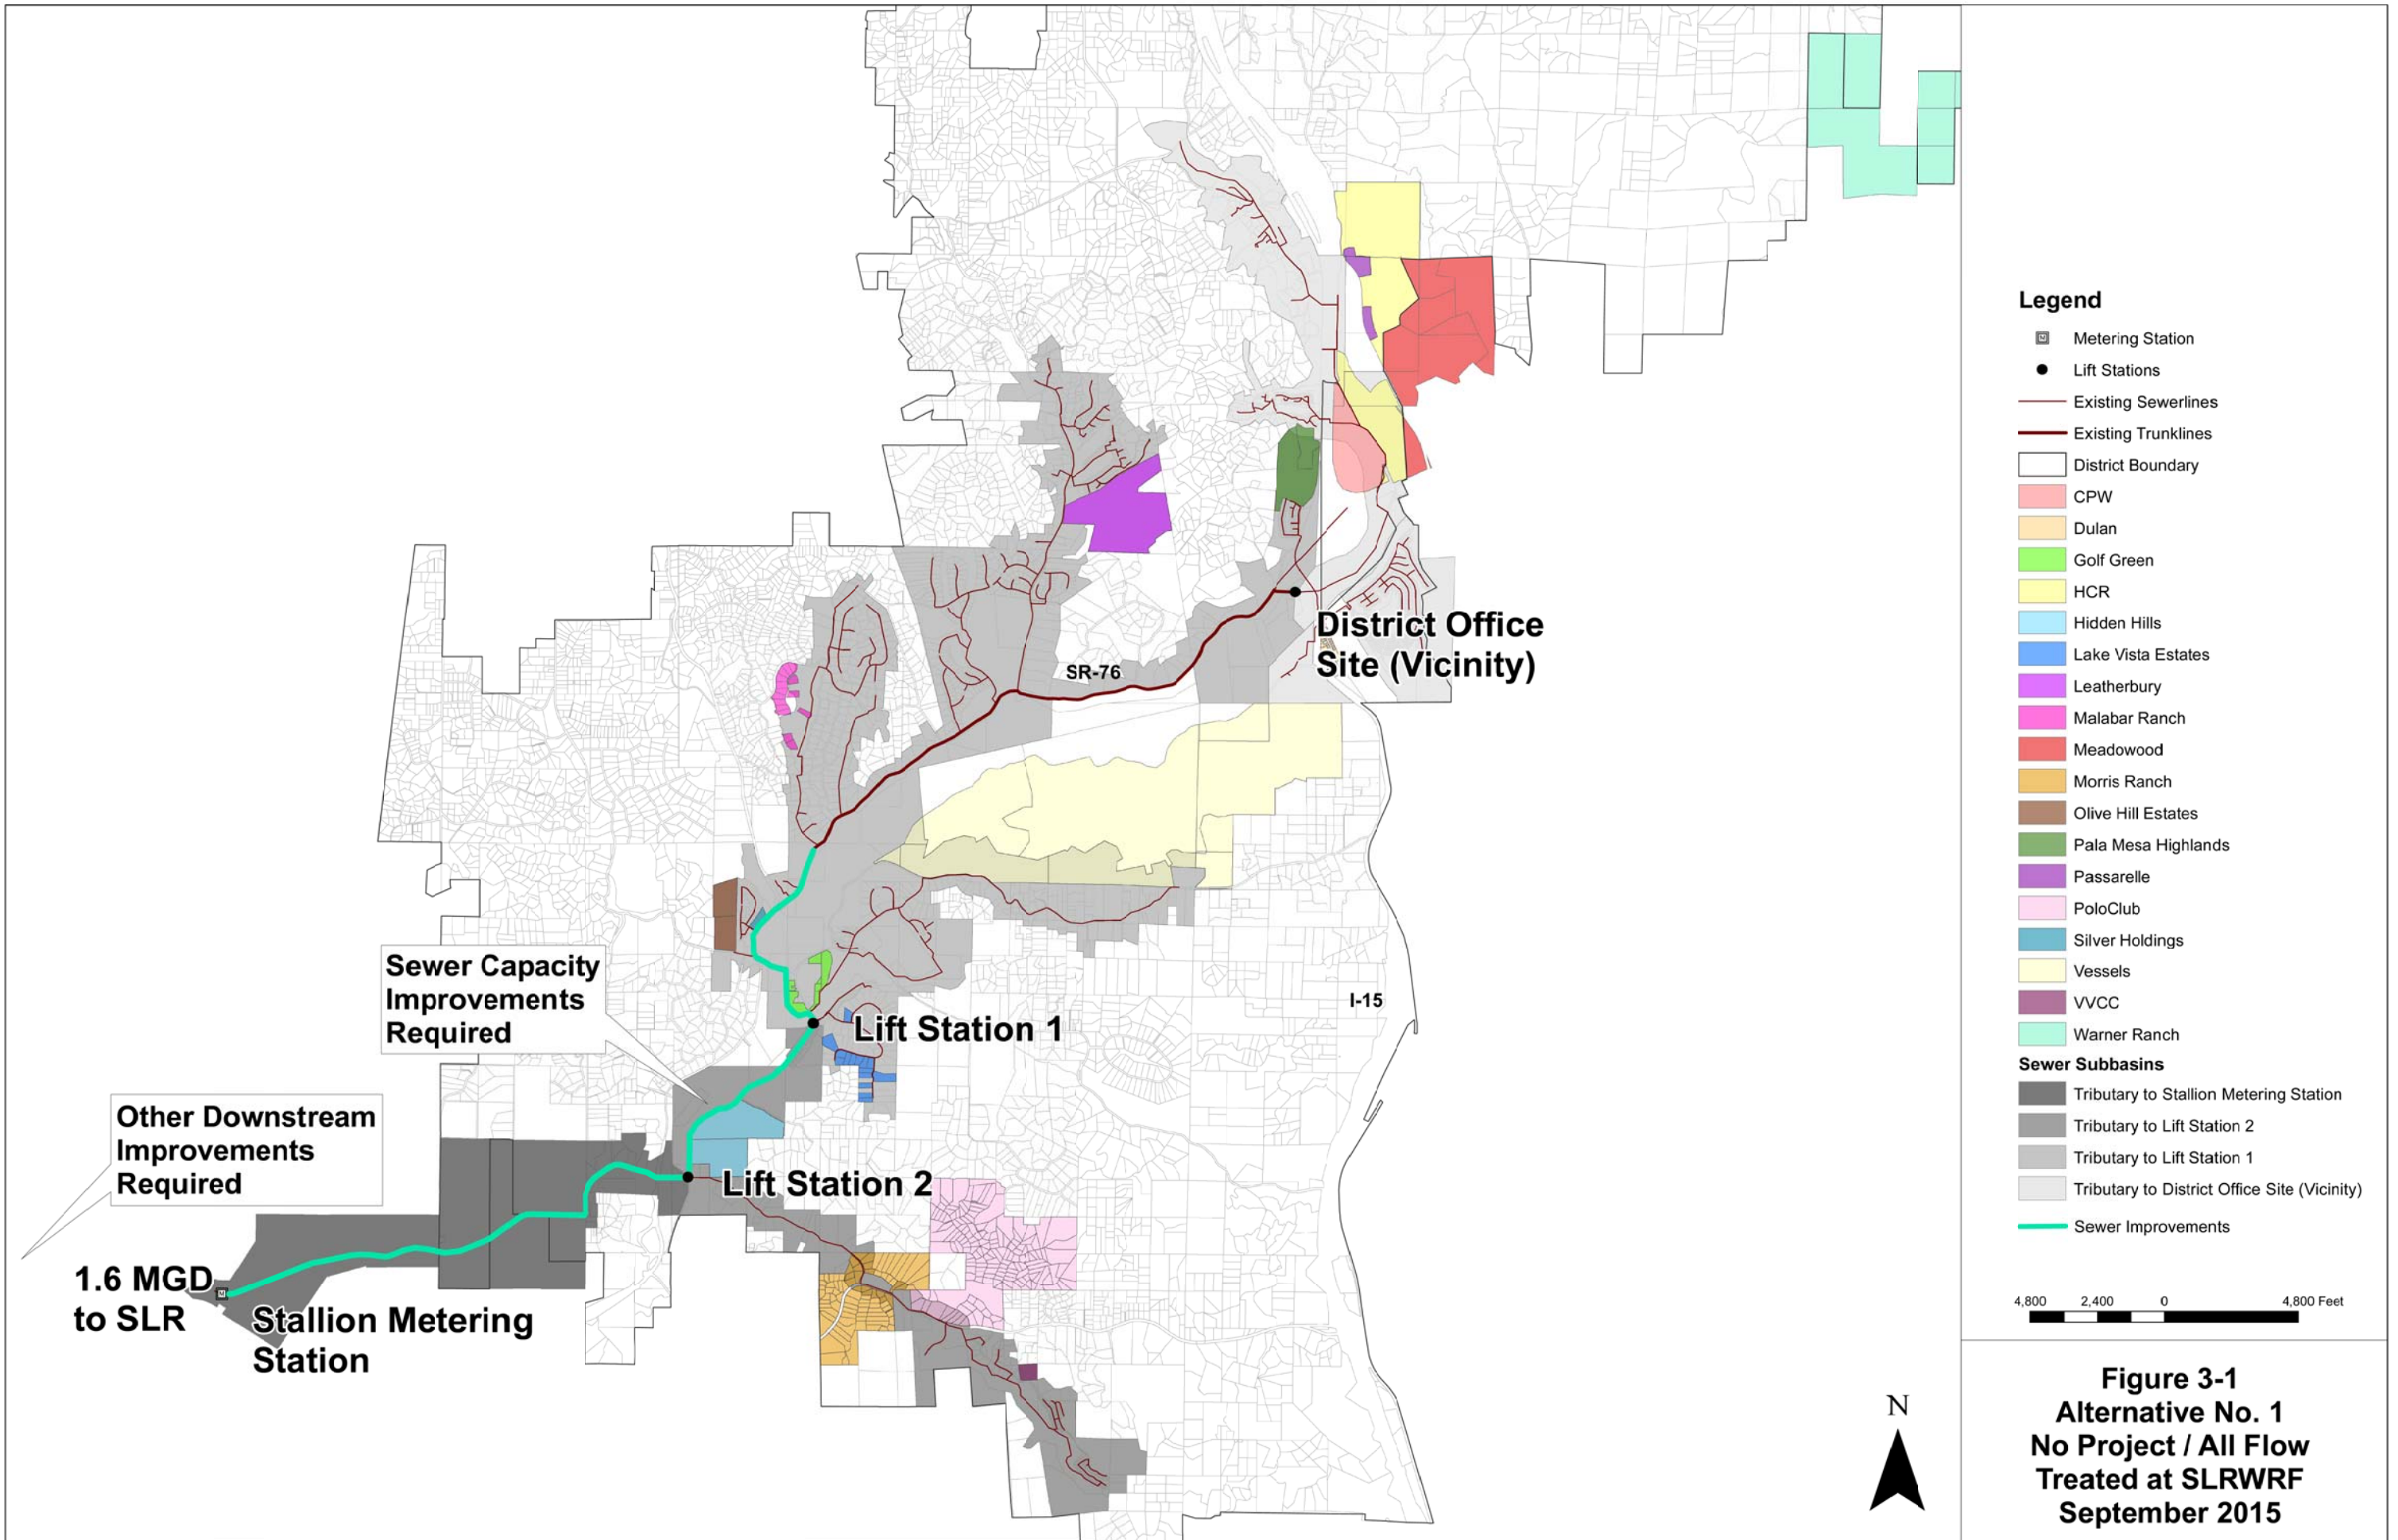 District Office
Site (Vicinity)
SR-76
Sewer Capacity
Improvements
Required
I-15
Lift Station 1
Other Downstream
Improvements
Required
Lift Station 2
1.6 MGD
to SLR
Stallion Metering
Station
Legend
M
Metering Station
Lift Stations
Existing Sewerlines
Existing Trunklines
District Boundary
CPW
Dulan
Golf Green
HCR
Hidden Hills
Lake Vista Estates
Leatherbury
Malabar Ranch
Meadowood
Morris Ranch
Olive Hill Estates
Pala Mesa Highlands
Passarelle
PoloClub
Silver Holdings
Vessels
VVCC
Warner Ranch
Sewer Subbasins
Tributary to Stallion Metering Station
Tributary to Lift Station 2
Tributary to Lift Station 1
Tributary to District Office Site (Vicinity)
Sewer Improvements
4,800 2,400 0 4,800 Feet
N
Figure 3-1
Alternative No. 1
No Project / All Flow
Treated at SLRWRF
September 2015